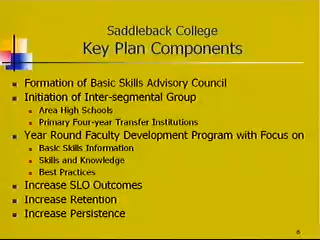 Saddleback College
Key Plan Components
Formation of Basic Skills Advisory Council
Initiation of Inter-segmental Group
Area High Schools
Primary Four-year Transfer Institutions
Year Round Faculty Development Program with Focus on
Basic Skills Information
Skills and Knowledge
Best Practices
Increase SLO Outcomes
Increase Retention
Increase Persistence